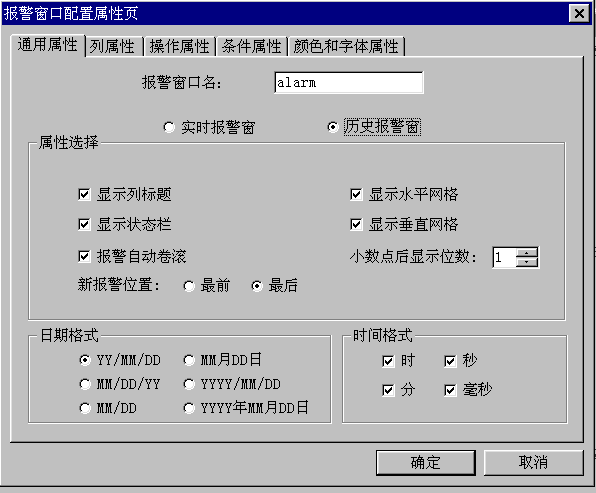 报警窗口配置属性页
通用属性 列属性 操作属性 条件属性 颜色和字体属性
报警窗口名: alarm
实时报警窗 历史报警窗
属性选择
显示列标题 显示水平网格
显示状态栏 显示垂直网格
报警自动卷滚 小数点后显示位数: 1
新报警位置: 最前 最后
日期格式 时间格式
YY/MM/DD MM月DD日 时 秒
MM/DD/YY YYYY/MM/DD 分 毫秒
MM/DD YYYY年MM月DD日
确定 取消